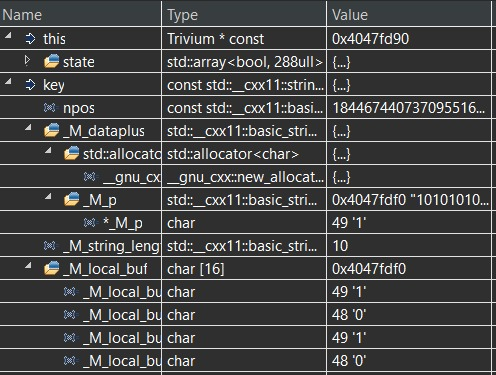 Name Type Value
this Trivium * const 0x4047fd90
state std::array<bool, 288ull> {...}
key const std::__cxx11::strin... {...}
npos const std::__cxx11::basi... 184467440737095516...
_M_dataplus std::__cxx11::basic_stri... {...}
std::allocato std::allocator<char> {...}
__gnu_cx __gnu_cxx::new_allocat... {...}
_M_p std::__cxx11::basic_stri... 0x4047fdf0 "10101010...
*_M_p char 49 '1'
_M_string_leng std::__cxx11::basic_stri... 10
_M_local_buf char [16] 0x4047fdf0
_M_local_bu char 49 '1'
_M_local_bu char 48 '0'
_M_local_bu char 49 '1'
_M_local_bu char 48 '0'